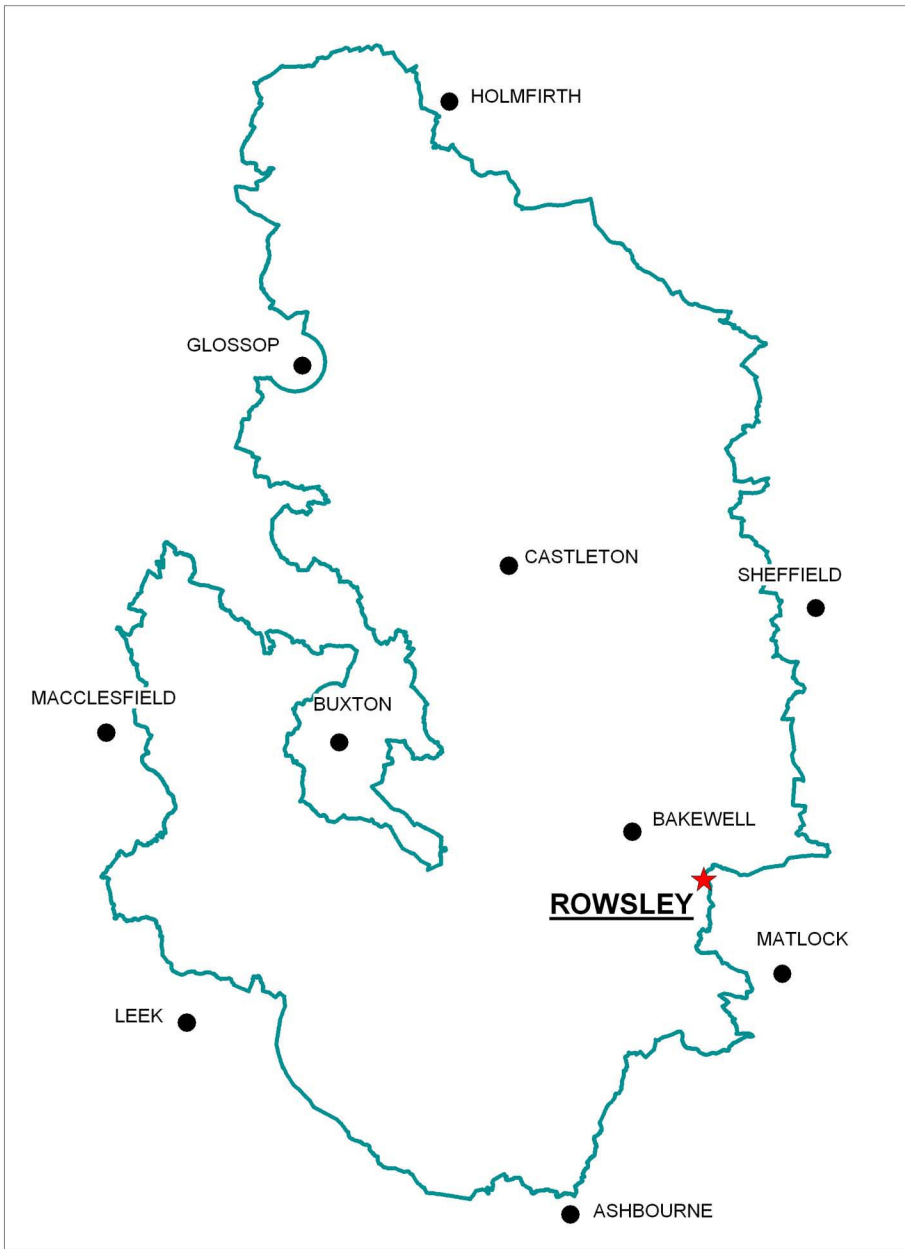 HOLMFIRTH
GLOSSOP
CASTLETON
SHEFFIELD
MACCLESFIELD
BUXTON
BAKEWELL
ROWSLEY
MATLOCK
LEEK
ASHBOURNE